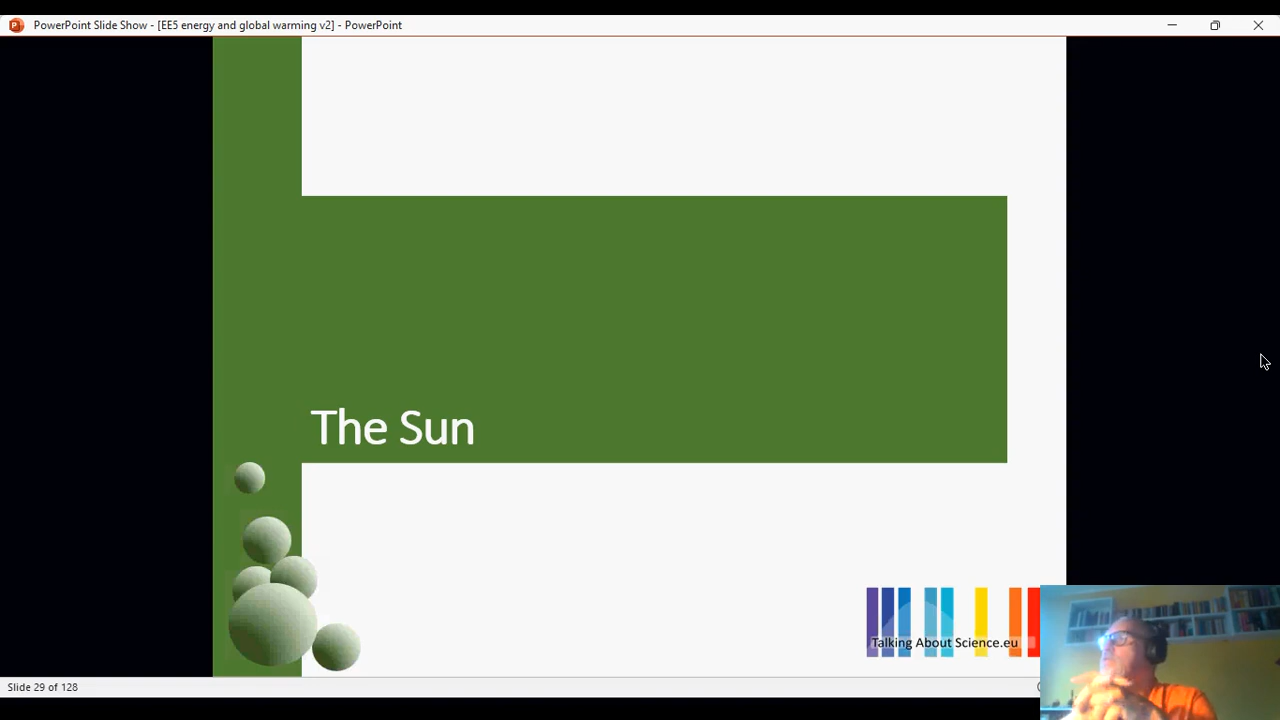 PowerPoint Slide Show - [EE5 energy and global warming v2] - PowerPoint
The Sun
Talking About Science.eu
Slide 29 of 128